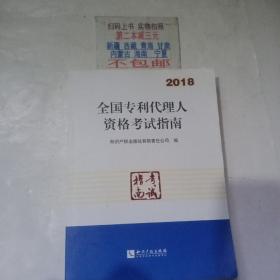 扫码上书 实物拍摄
第二本减三元
新疆 西藏 青海 甘肃
内蒙古 海南 宁夏
不包邮
2018
全国专利代理人
资格考试指南
知识产权出版社有限责任公司 编
考试
指南
知识产权出版社